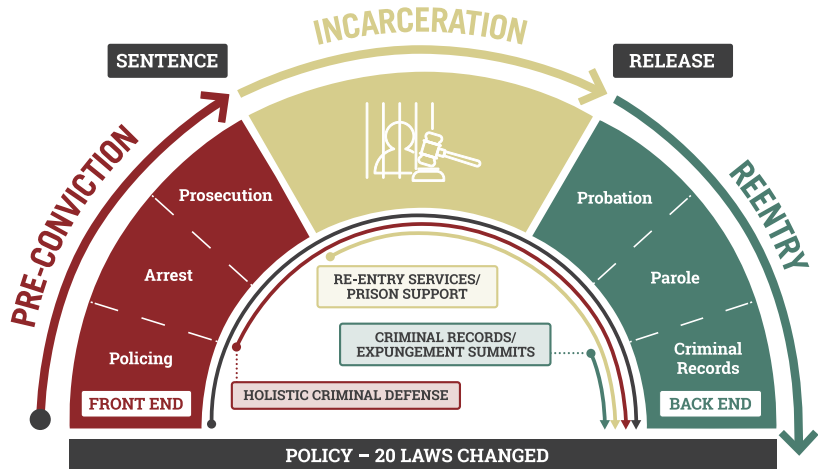 INCARCERATION
SENTENCE
RELEASE
PRE-CONVICTION
REENTRY
Prosecution
Arrest
Policing
FRONT END
Probation
Parole
Criminal
Records
BACK END
RE-ENTRY SERVICES/
PRISON SUPPORT
CRIMINAL RECORDS/
EXPUNGEMENT SUMMITS
HOLISTIC CRIMINAL DEFENSE
POLICY – 20 LAWS CHANGED